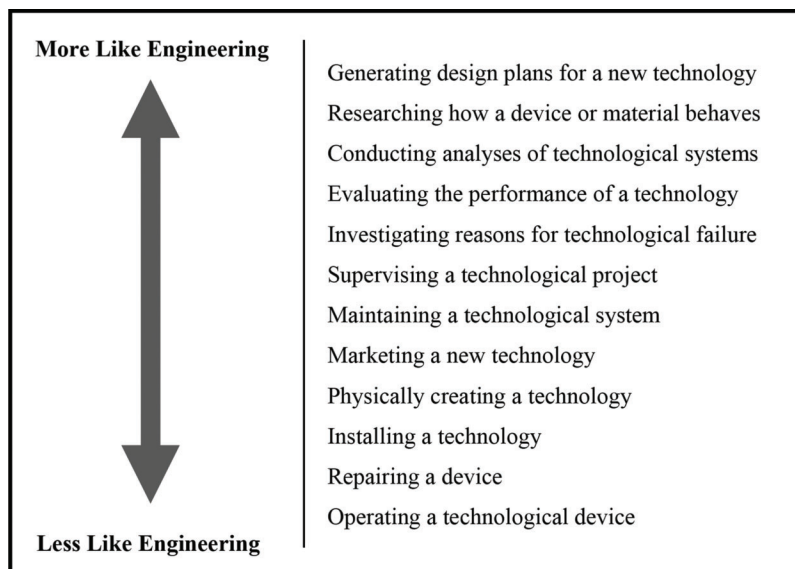 More Like Engineering
Generating design plans for a new technology
Researching how a device or material behaves
Conducting analyses of technological systems
Evaluating the performance of a technology
Investigating reasons for technological failure
Supervising a technological project
Maintaining a technological system
Marketing a new technology
Physically creating a technology
Installing a technology
Repairing a device
Operating a technological device
Less Like Engineering